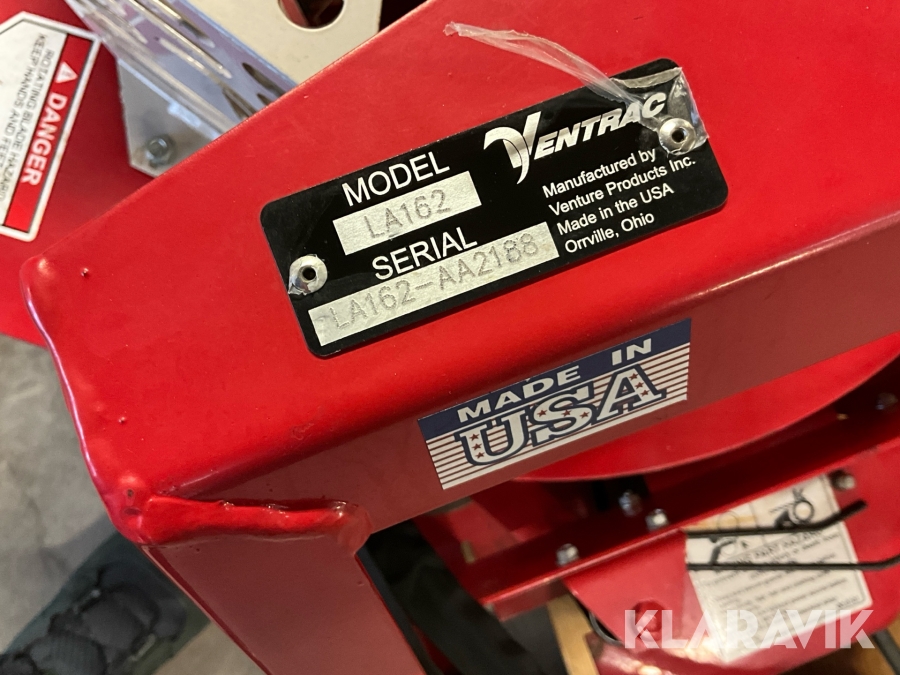 DANGER
ROTATING BLADE HAZARD
KEEP HANDS AND FEET
MODEL
LA162
SERIAL
LA162-AA2188
VENTRAC
Manufactured by
Venture Products Inc.
Made in the USA
Orrville, Ohio
MADE IN
USA
KLARAVIK